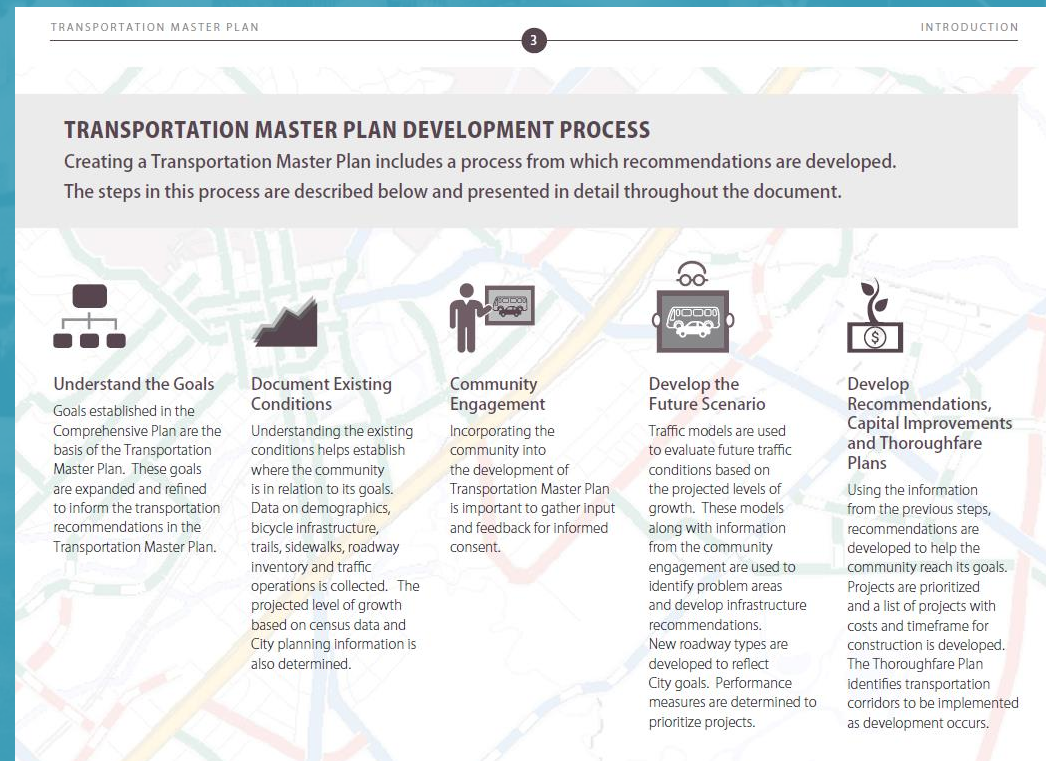 TRANSPORTATION MASTER PLAN
INTRODUCTION
3
TRANSPORTATION MASTER PLAN DEVELOPMENT PROCESS
Creating a Transportation Master Plan includes a process from which recommendations are developed.
The steps in this process are described below and presented in detail throughout the document.
Understand the Goals
Goals established in the
Comprehensive Plan are the
basis of the Transportation
Master Plan. These goals
are expanded and refined
to inform the transportation
recommendations in the
Transportation Master Plan.
Document Existing
Conditions
Understanding the existing
conditions helps establish
where the community
is in relation to its goals.
Data on demographics,
bicycle infrastructure,
trails, sidewalks, roadway
inventory and traffic
operations is collected. The
projected level of growth
based on census data and
City planning information is
also determined.
Community
Engagement
Incorporating the
community into
the development of
Transportation Master Plan
is important to gather input
and feedback for informed
consent.
Develop the
Future Scenario
Traffic models are used
to evaluate future traffic
conditions based on
the projected levels of
growth. These models
along with information
from the community
engagement are used to
identify problem areas
and develop infrastructure
recommendations.
New roadway types are
developed to reflect
City goals. Performance
measures are determined to
prioritize projects.
$
Develop
Recommendations,
Capital Improvements
and Thoroughfare
Plans
Using the information
from the previous steps,
recommendations are
developed to help the
community reach its goals.
Projects are prioritized
and a list of projects with
costs and timeframe for
construction is developed.
The Thoroughfare Plan
identifies transportation
corridors to be implemented
as development occurs.